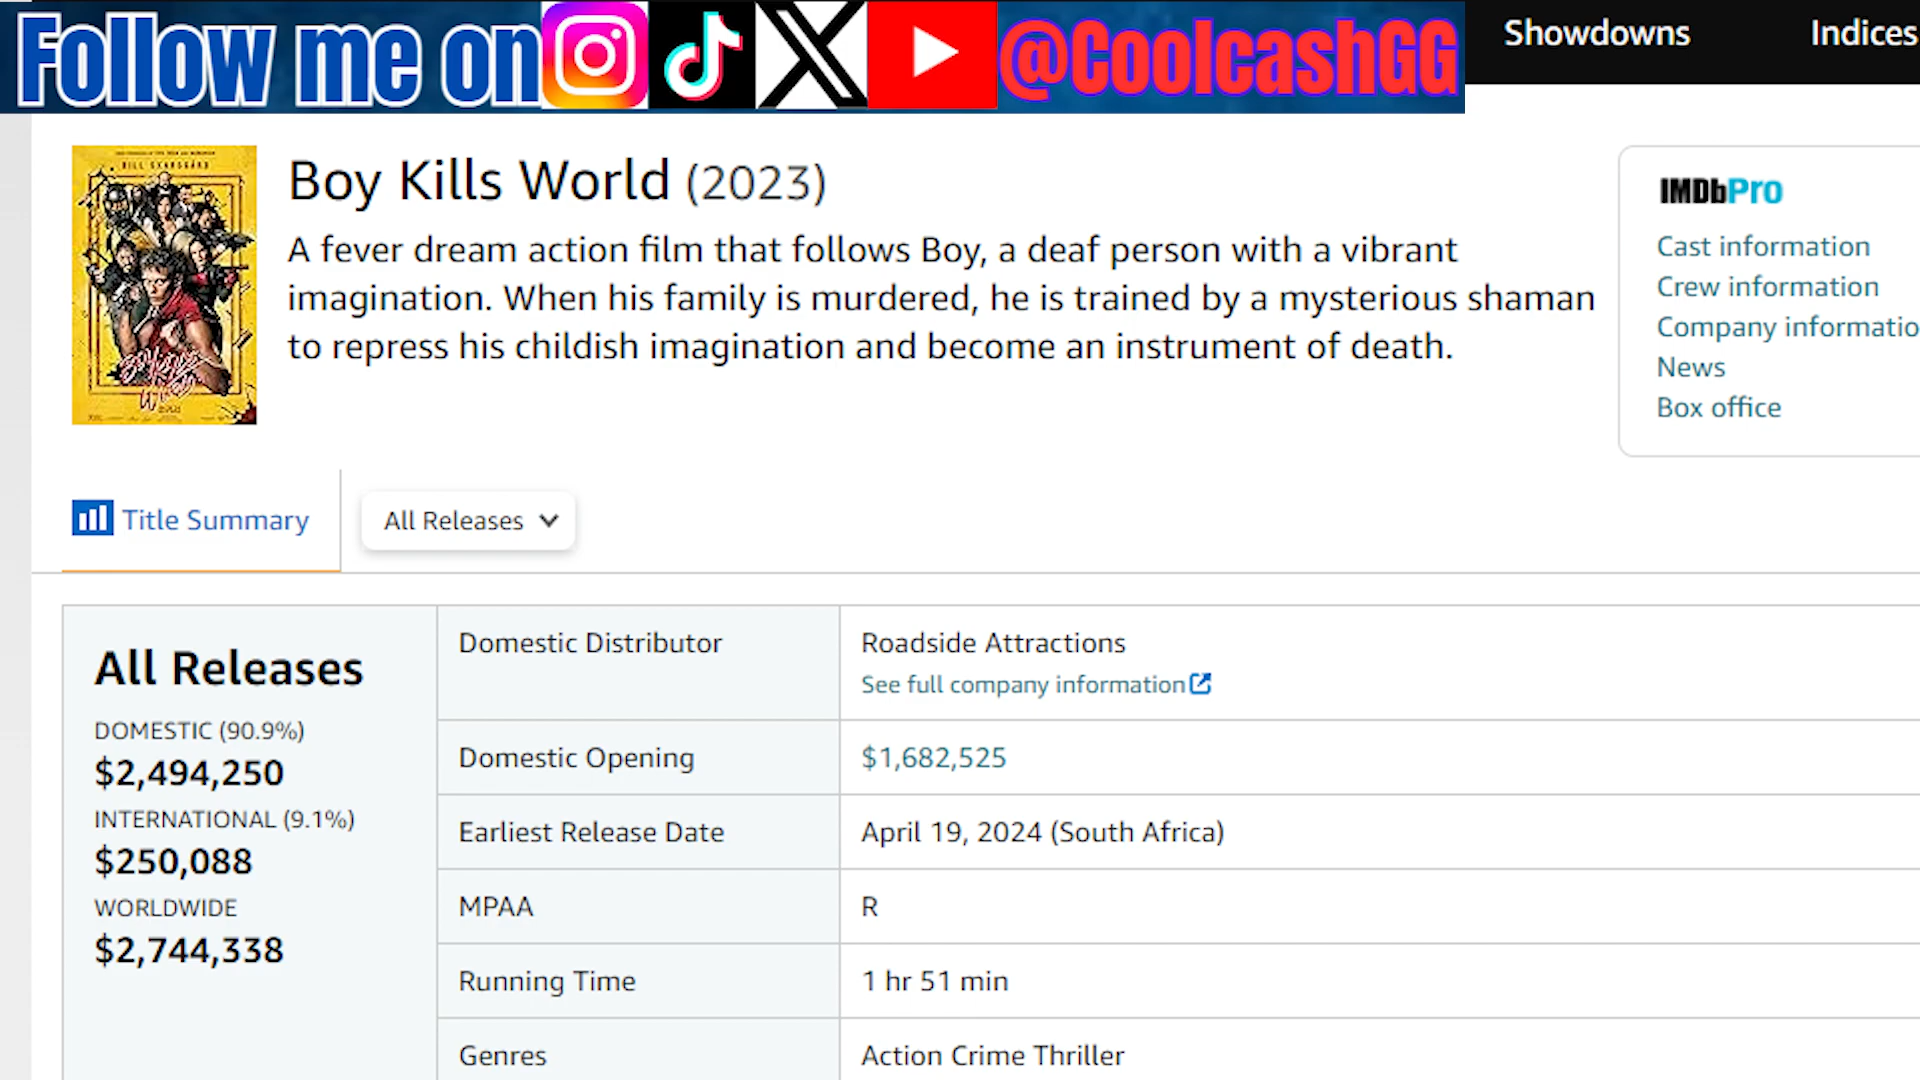 Follow me on @CoolcashGG
Showdowns Indices
BILL SKARSGÅRD
Boy Kills World (2023)
A fever dream action film that follows Boy, a deaf person with a vibrant
imagination. When his family is murdered, he is trained by a mysterious shaman
to repress his childish imagination and become an instrument of death.
IMDbPro
Cast information
Crew information
Company informatio
News
Box office
Boy Kills
World
Title Summary
All Releases
All Releases
DOMESTIC (90.9%)
$2,494,250
INTERNATIONAL (9.1%)
$250,088
WORLDWIDE
$2,744,338
Domestic Distributor
Roadside Attractions
See full company information
Domestic Opening
$1,682,525
Earliest Release Date
April 19, 2024 (South Africa)
MPAA
R
Running Time
1 hr 51 min
Genres
Action Crime Thriller